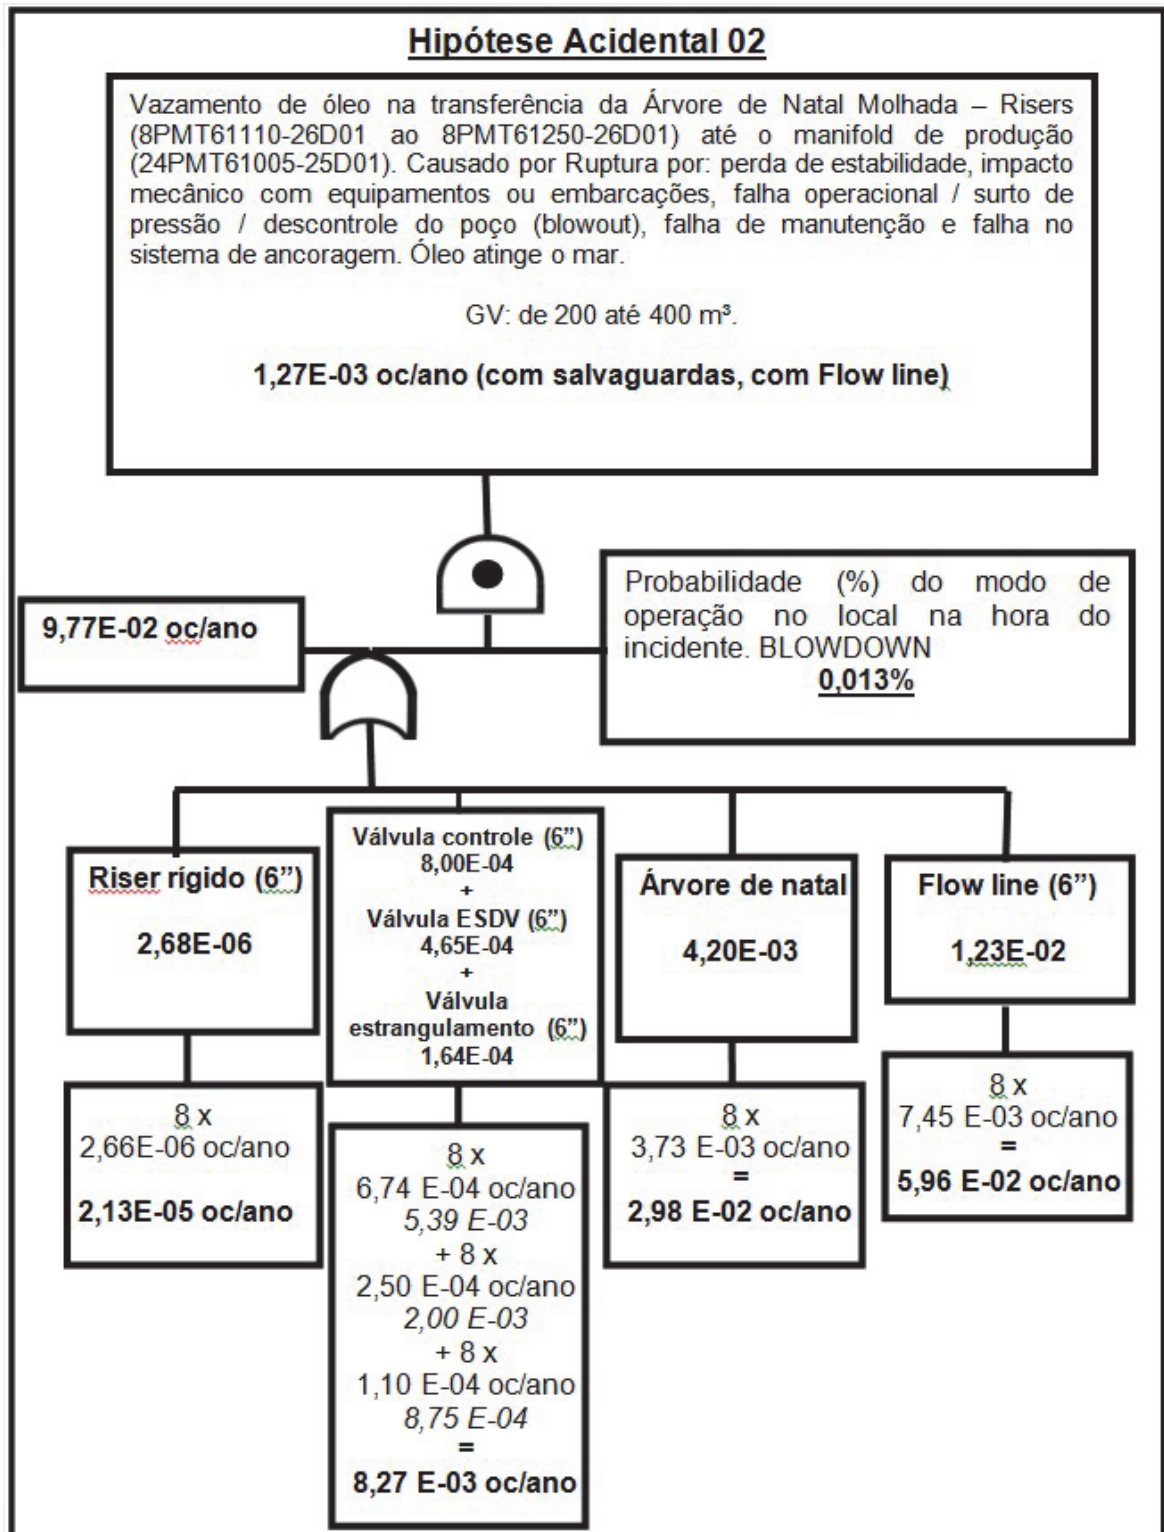 Hipótese Acidental 02
Vazamento de óleo na transferência da Árvore de Natal Molhada – Risers
(8PMT61110-26D01 ao 8PMT61250-26D01) até o manifold de produção
(24PMT61005-25D01). Causado por Ruptura por: perda de estabilidade, impacto
mecânico com equipamentos ou embarcações, falha operacional / surto de
pressão / descontrole do poço (blowout), falha de manutenção e falha no
sistema de ancoragem. Óleo atinge o mar.
GV: de 200 até 400 m³.
1,27E-03 oc/ano (com salvaguardas, com Flow line)
9,77E-02 oc/ano
Probabilidade (%) do modo de
operação no local na hora do
incidente. BLOWDOWN
0,013%
Riser rígido (6”)
2,68E-06
Válvula controle (6”)
8,00E-04
+
Válvula ESDV (6”)
4,65E-04
+
Válvula
estrangulamento (6”)
1,64E-04
Árvore de natal
4,20E-03
Flow line (6”)
1,23E-02
8 x
2,66E-06 oc/ano
2,13E-05 oc/ano
8 x
6,74 E-04 oc/ano
5,39 E-03
+ 8 x
2,50 E-04 oc/ano
2,00 E-03
+ 8 x
1,10 E-04 oc/ano
8,75 E-04
=
8,27 E-03 oc/ano
8 x
3,73 E-03 oc/ano
=
2,98 E-02 oc/ano
8 x
7,45 E-03 oc/ano
=
5,96 E-02 oc/ano